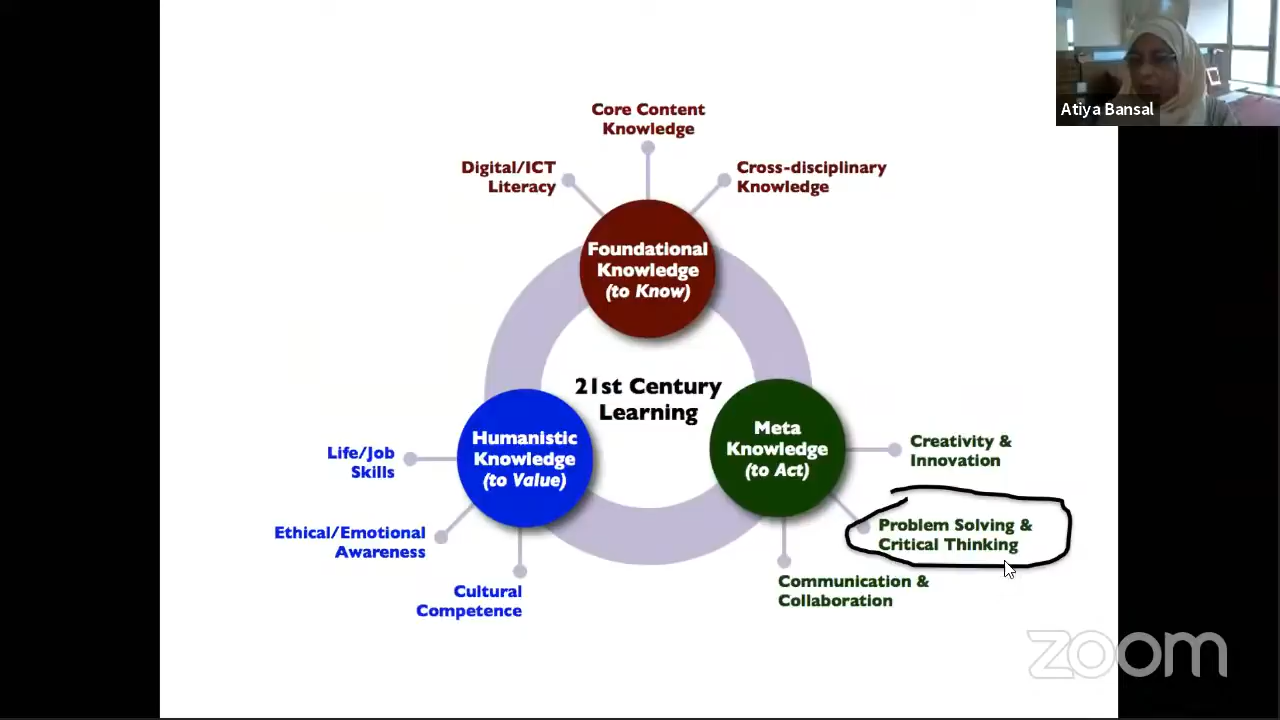 Atiya Bansal
Core Content
Knowledge
Digital/ICT
Literacy
Cross-disciplinary
Knowledge
Foundational
Knowledge
(to Know)
21st Century
Learning
Humanistic
Knowledge
(to Value)
Meta
Knowledge
(to Act)
Life/Job
Skills
Ethical/Emotional
Awareness
Cultural
Competence
Creativity &
Innovation
Problem Solving &
Critical Thinking
Communication &
Collaboration
zoom